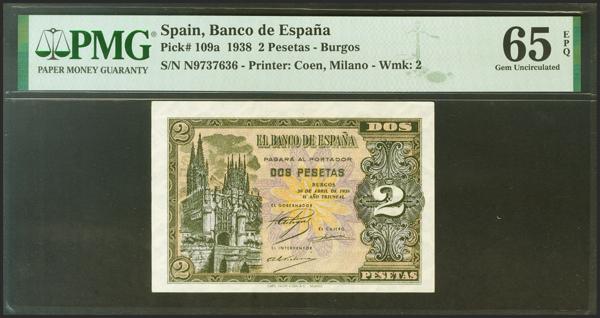 PMG
PAPER MONEY GUARANTY
Spain, Banco de España
Pick# 109a 1938 2 Pesetas - Burgos
S/N N9737636 - Printer: Coen, Milano - Wmk: 2
65
EPQ
Gem Uncirculated
2
DOS
EL BANCO DE ESPAÑA
PAGARÁ AL PORTADOR
DOS PESETAS
BURGOS
30 DE ABRIL DE 1938
II AÑO TRIUNFAL
EL GOBERNADOR
EL CAJERO
EL INTERVENTOR
2
PESETAS